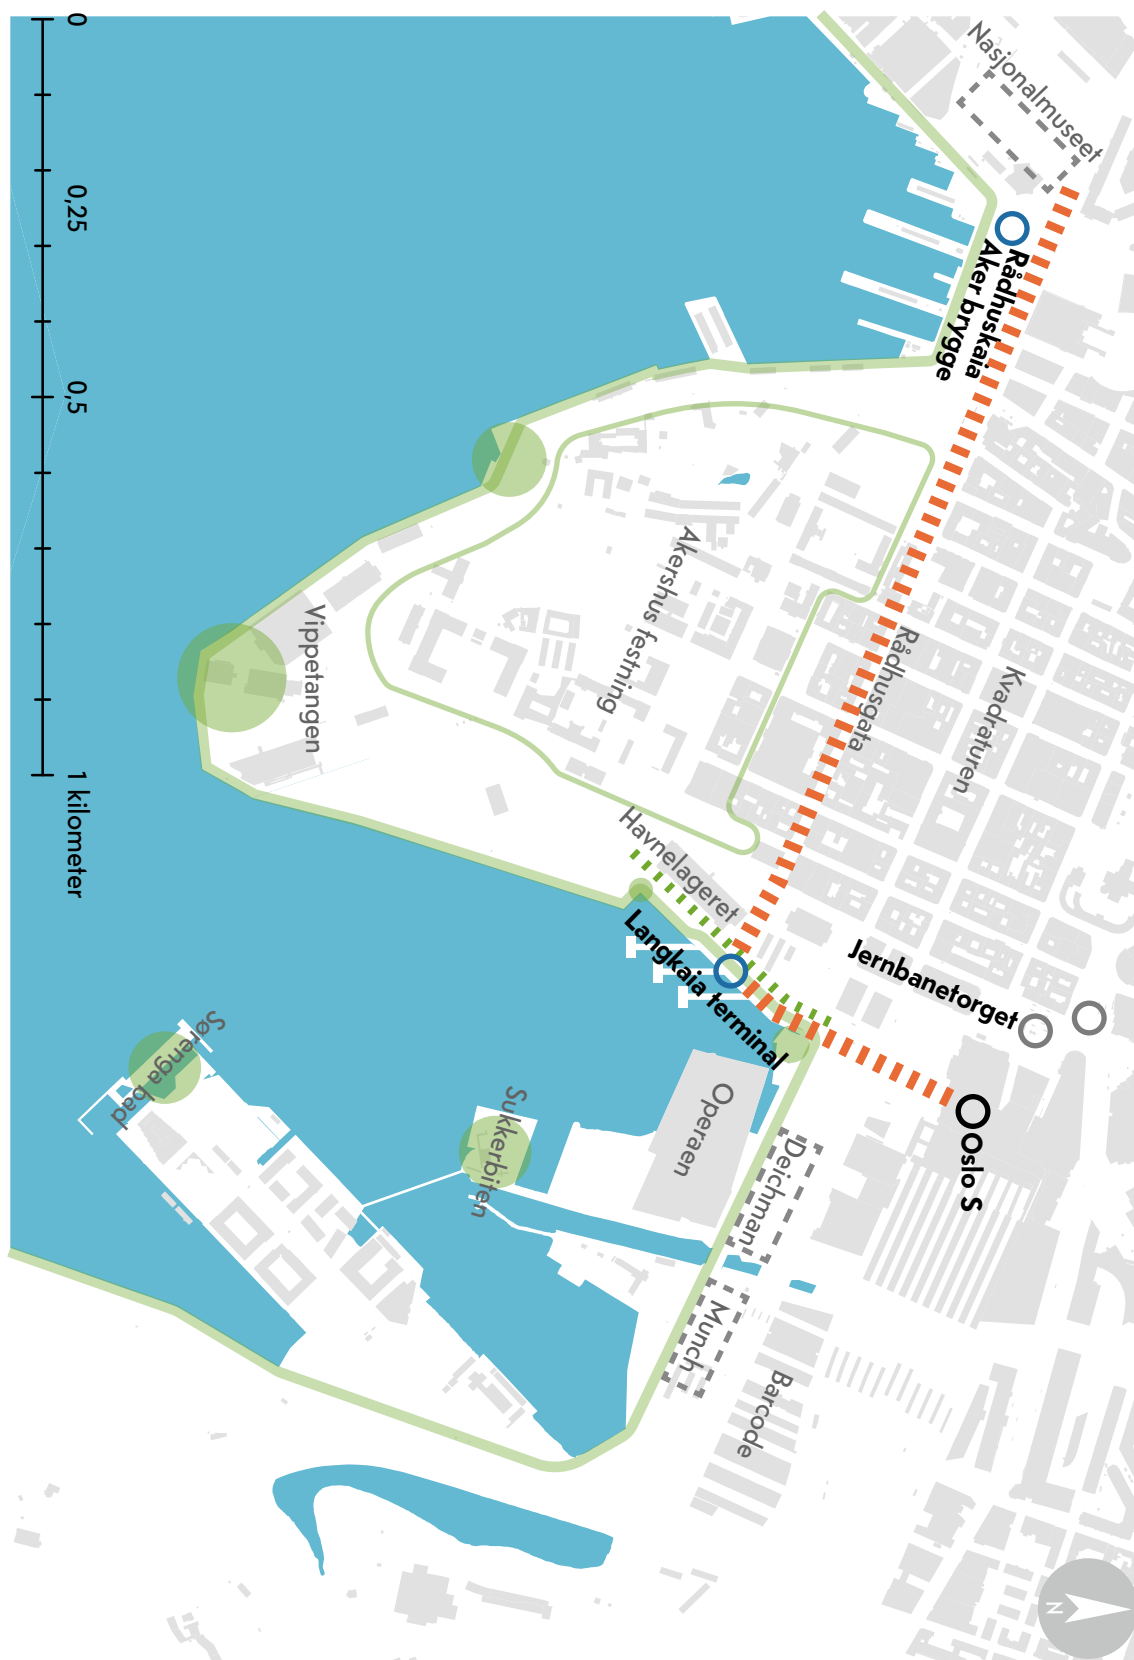 0
0,25
0,5
1 kilometer
Nasjonalmuseet
Rådhuskaia
Aker brygge
Akershus festning
Vippetangen
Rådhusgata
Kvadraturen
Havnelageret
Langkaia terminal
Jernbanetorget
Oslo S
Operaen
Deichman
Munch
Barcode
Sukkerbiten
Sørenga bad
N